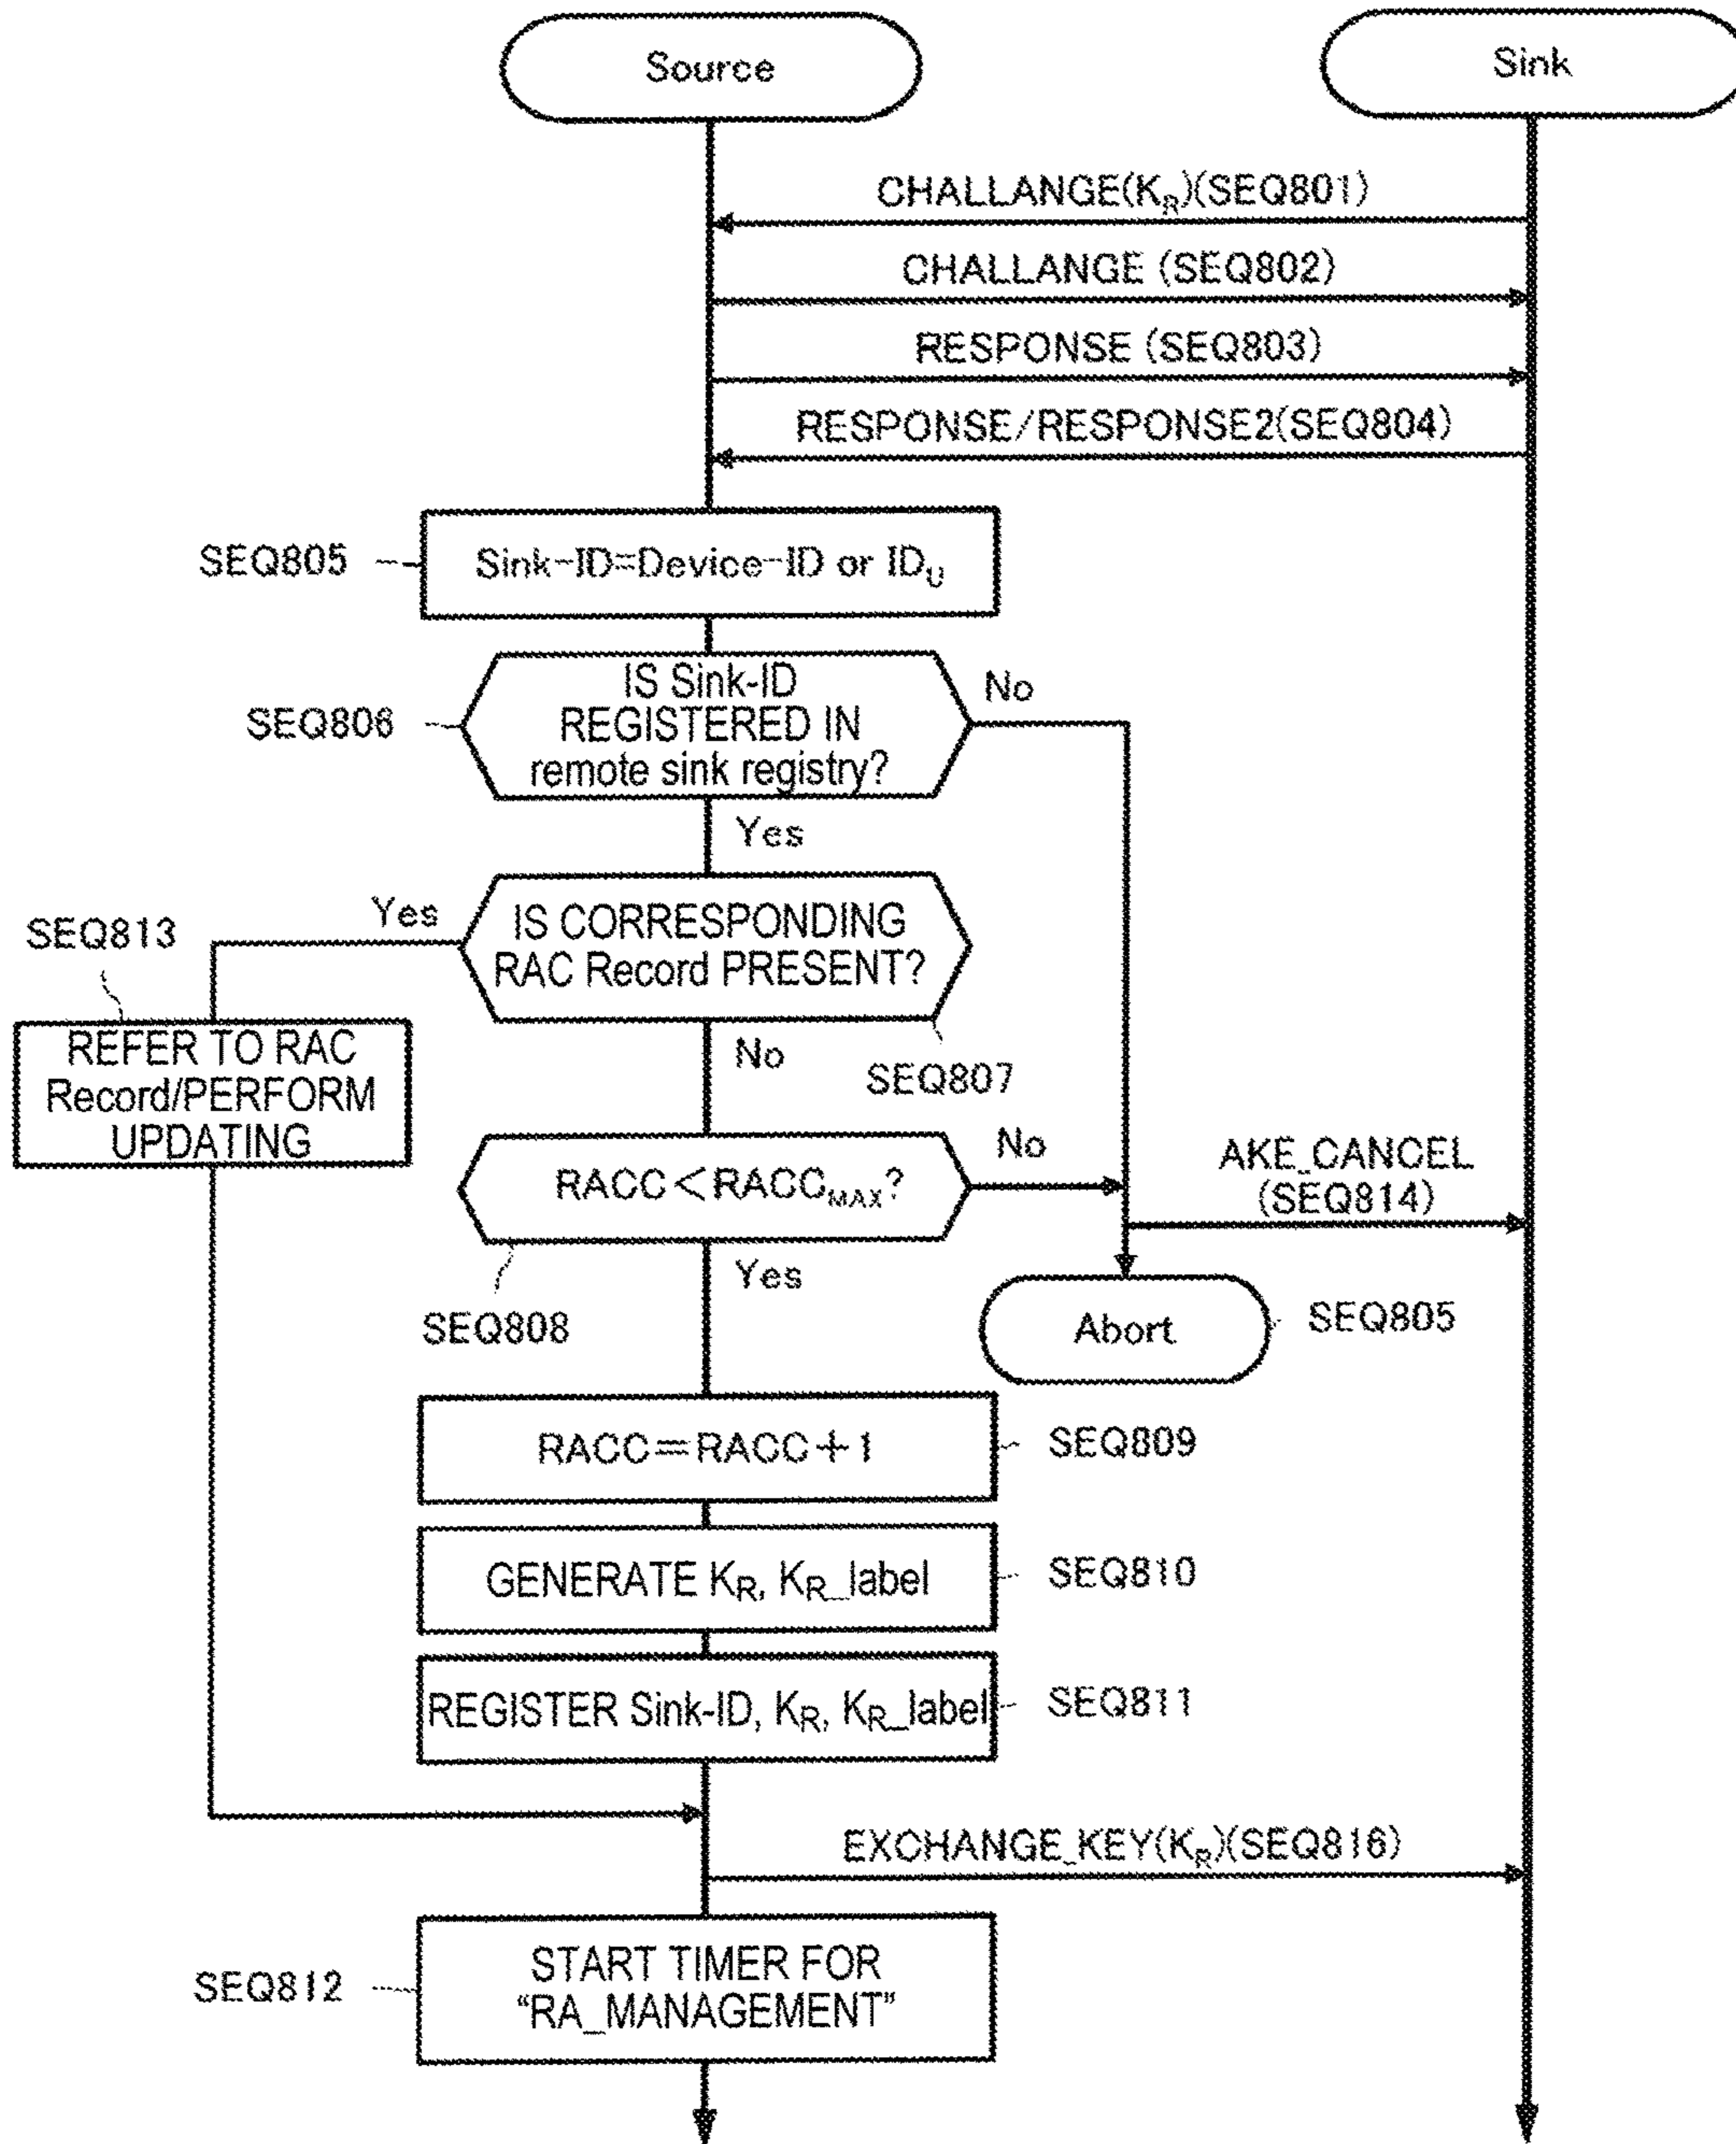 Source
Sink
CHALLANGE(KR)(SEQ801)
CHALLANGE (SEQ802)
RESPONSE (SEQ803)
RESPONSE/RESPONSE2(SEQ804)
SEQ805
Sink-ID=Device-ID or IDU
SEQ806
IS Sink-ID
REGISTERED IN
remote sink registry?
No
Yes
SEQ813
Yes
IS CORRESPONDING
RAC Record PRESENT?
REFER TO RAC
Record/PERFORM
UPDATING
No
SEQ807
RACC<RACCMAX?
No
AKE_CANCEL
(SEQ814)
SEQ808
Yes
Abort
SEQ805
RACC=RACC+1
SEQ809
GENERATE KR, KR_label
SEQ810
REGISTER Sink-ID, KR, KR_label
SEQ811
EXCHANGE_KEY(KR)(SEQ816)
SEQ812
START TIMER FOR
“RA_MANAGEMENT”